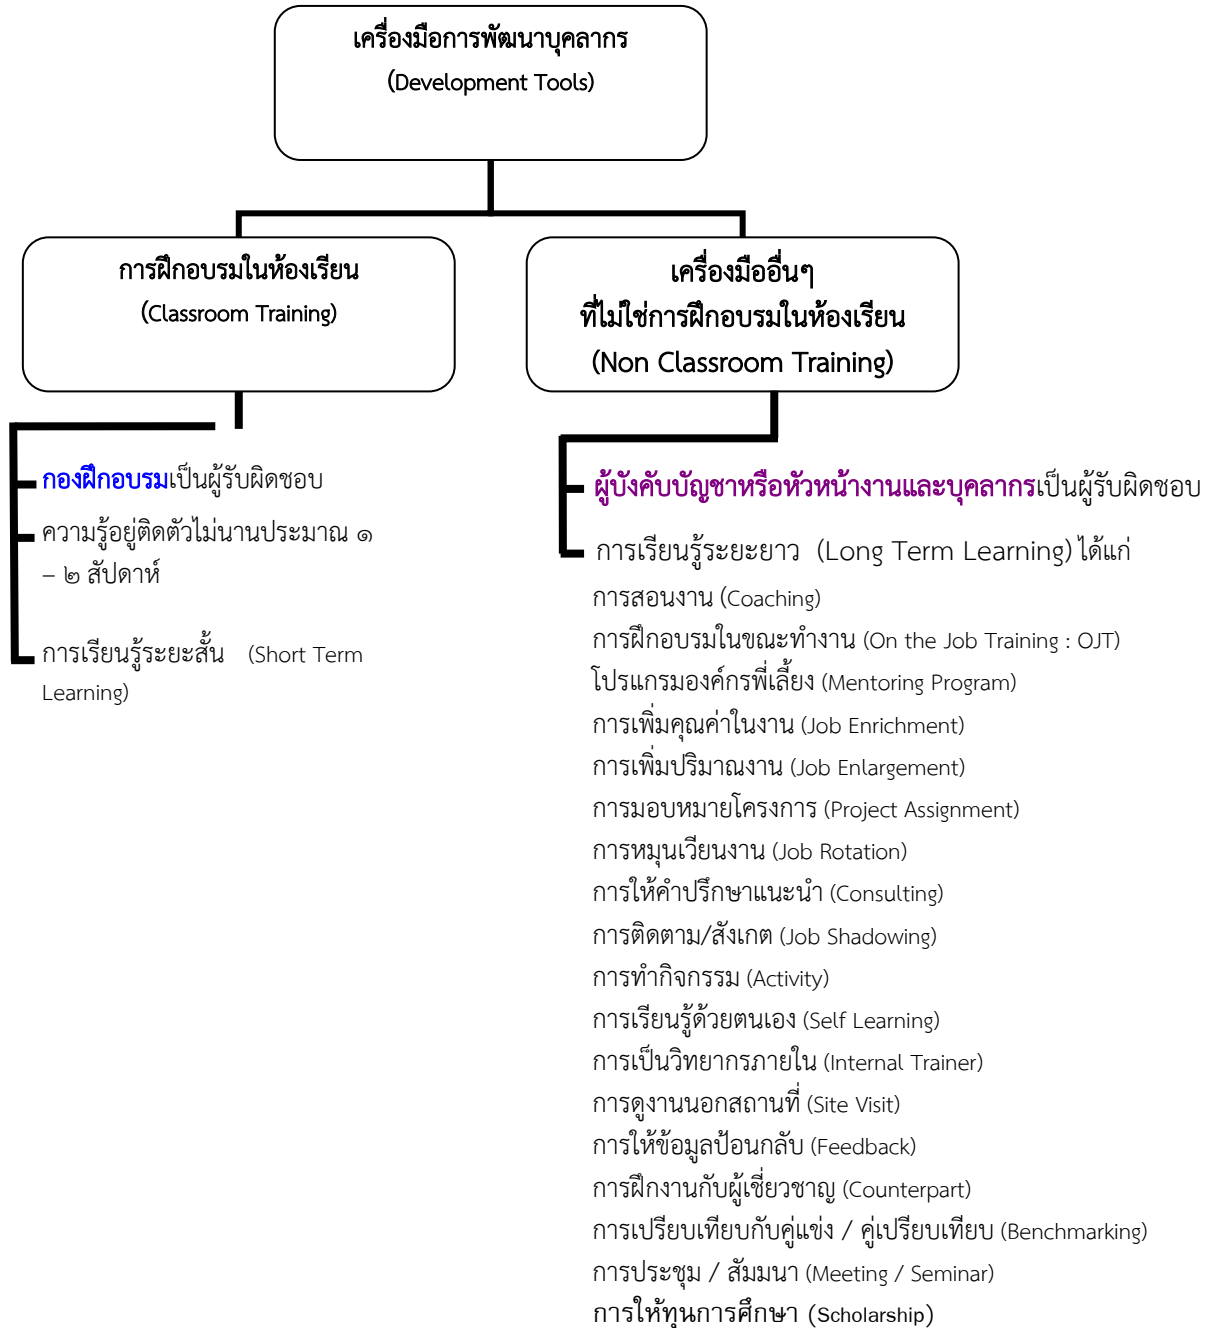 เครื่องมือการพัฒนาบุคลากร
(Development Tools)
การฝึกอบรมในห้องเรียน
(Classroom Training)
เครื่องมืออื่นๆ
ที่ไม่ใช่การฝึกอบรมในห้องเรียน
(Non Classroom Training)
กองฝึกอบรมเป็นผู้รับผิดชอบ
ความรู้อยู่ติดตัวไม่นานประมาณ ๑
– ๒ สัปดาห์
การเรียนรู้ระยะสั้น (Short Term
Learning)
ผู้บังคับบัญชาหรือหัวหน้างานและบุคลากรเป็นผู้รับผิดชอบ
การเรียนรู้ระยะยาว (Long Term Learning) ได้แก่
การสอนงาน (Coaching)
การฝึกอบรมในขณะทำงาน (On the Job Training : OJT)
โปรแกรมองค์กรพี่เลี้ยง (Mentoring Program)
การเพิ่มคุณค่าในงาน (Job Enrichment)
การเพิ่มปริมาณงาน (Job Enlargement)
การมอบหมายโครงการ (Project Assignment)
การหมุนเวียนงาน (Job Rotation)
การให้คำปรึกษาแนะนำ (Consulting)
การติดตาม/สังเกต (Job Shadowing)
การทำกิจกรรม (Activity)
การเรียนรู้ด้วยตนเอง (Self Learning)
การเป็นวิทยากรภายใน (Internal Trainer)
การดูงานนอกสถานที่ (Site Visit)
การให้ข้อมูลป้อนกลับ (Feedback)
การฝึกงานกับผู้เชี่ยวชาญ (Counterpart)
การเปรียบเทียบกับคู่แข่ง / คู่เปรียบเทียบ (Benchmarking)
การประชุม / สัมมนา (Meeting / Seminar)
การให้ทุนการศึกษา (Scholarship)